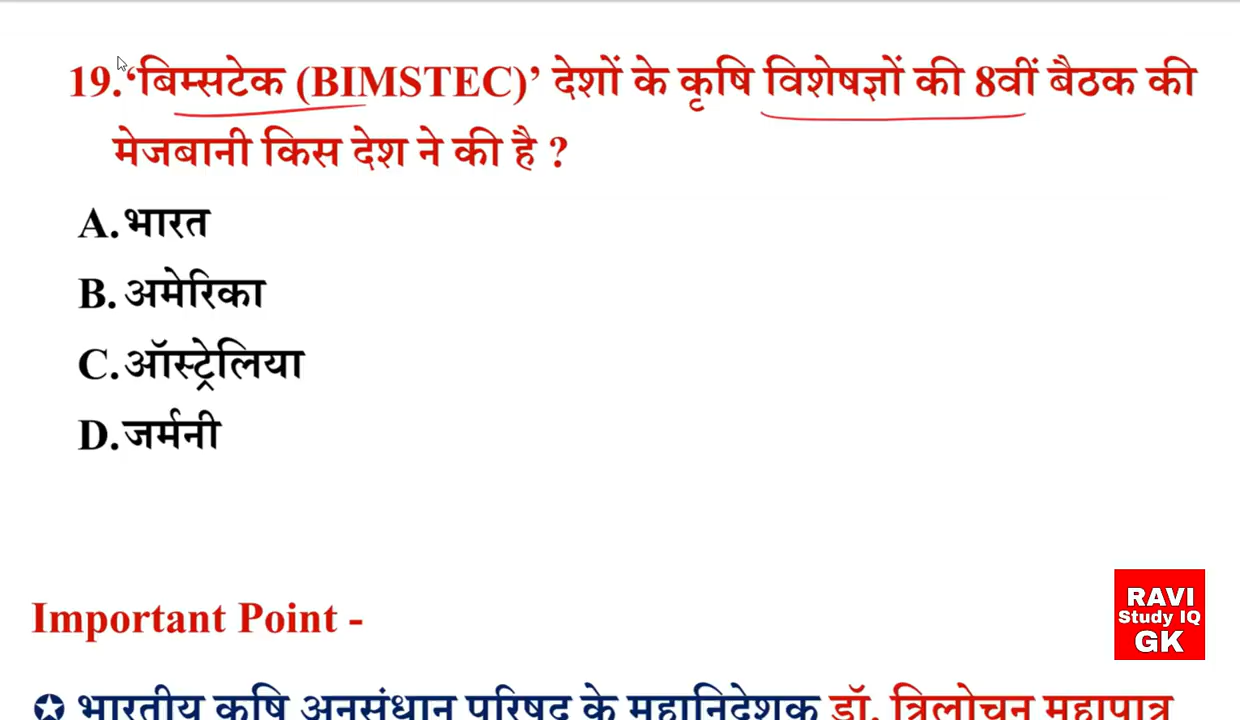 19.‘बिम्सटेक (BIMSTEC)’ देशों के कृषि विशेषज्ञों की 8वीं बैठक की
मेजबानी किस देश ने की है ?
A.भारत
B. अमेरिका
C.ऑस्ट्रेलिया
D.जर्मनी
Important Point -
RAVI
Study IQ
GK
✪ भारतीय कृषि अनुसंधान परिषद के महानिदेशक डॉ. त्रिलोचन महापात्र